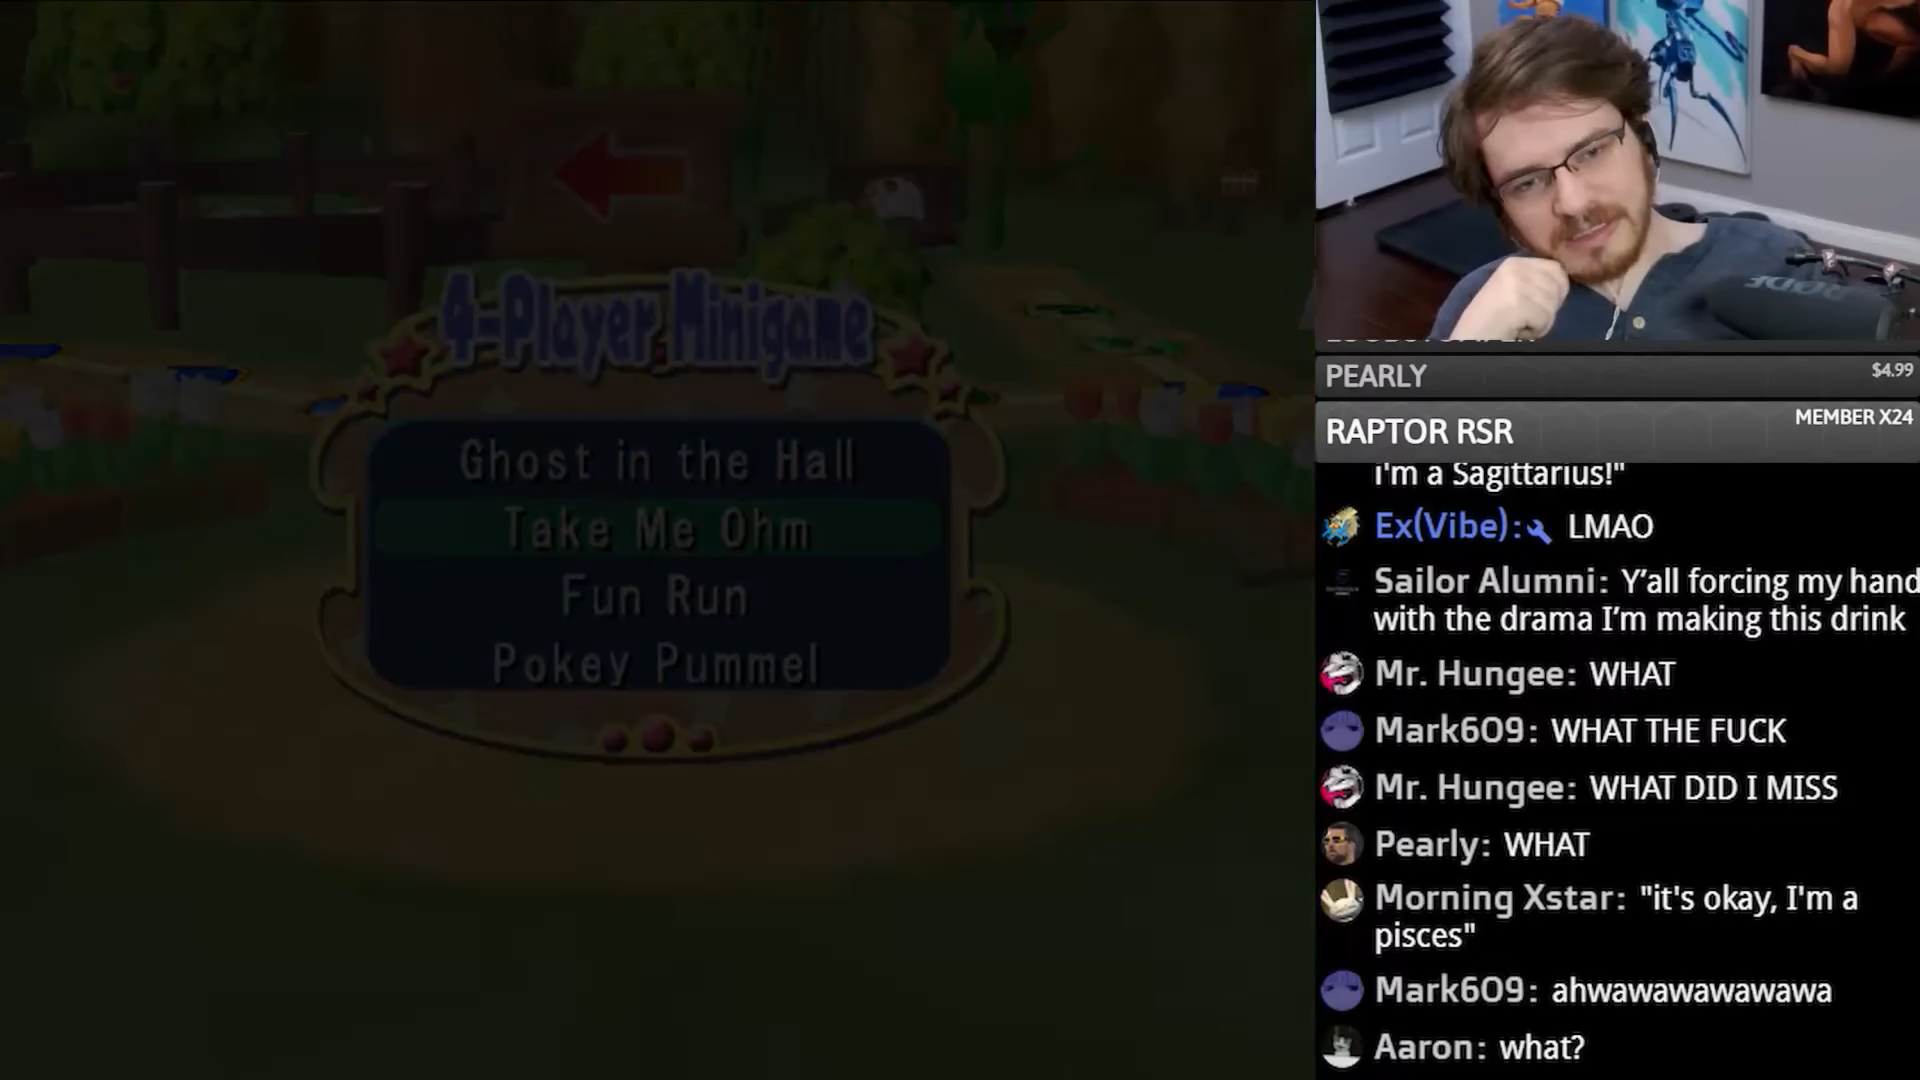 4-Player Minigame
Ghost in the Hall
Take Me Ohm
Fun Run
Pokey Pummel
RODE
PEARLY
$4.99
RAPTOR RSR
MEMBER X24
i'm a Sagittarius!"
Ex(Vibe): LMAO
Sailor Alumni: Y’all forcing my hand
with the drama I’m making this drink
Mr. Hungee: WHAT
Mark609: WHAT THE FUCK
Mr. Hungee: WHAT DID I MISS
Pearly: WHAT
Morning Xstar: "it's okay, I'm a
pisces"
Mark609: ahwawawawawawa
Aaron: what?